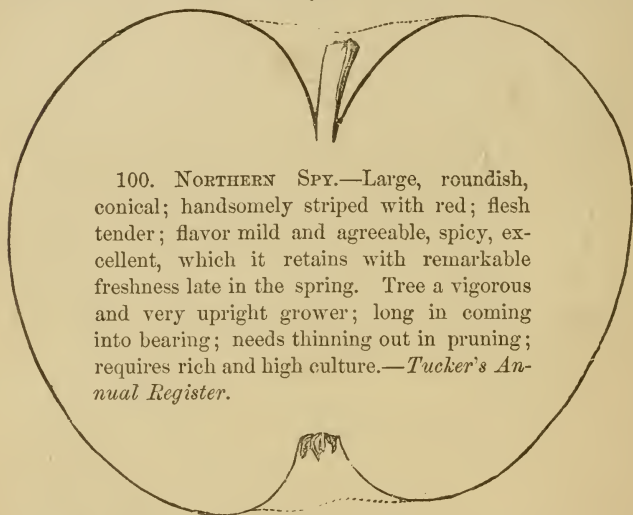 100. NORTHERN SPY.—Large, roundish,
conical; handsomely striped with red; flesh
tender; flavor mild and agreeable, spicy, ex-
cellent, which it retains with remarkable
freshness late in the spring. Tree a vigorous
and very upright grower; long in coming
into bearing; needs thinning out in pruning;
requires rich and high culture.—Tucker's An-
nual Register.